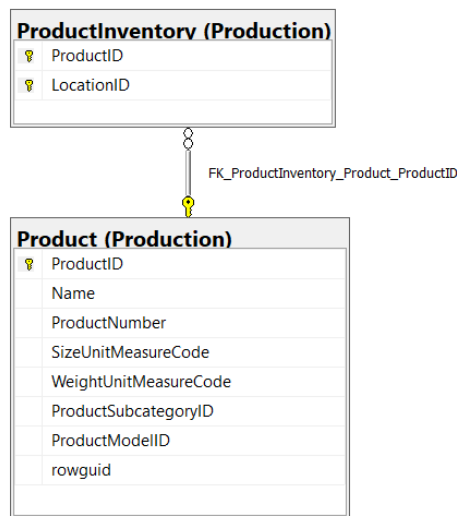 ProductInventory (Production)
ProductID
LocationID
FK_ProductInventory_Product_ProductID
Product (Production)
ProductID
Name
ProductNumber
SizeUnitMeasureCode
WeightUnitMeasureCode
ProductSubcategoryID
ProductModelID
rowguid